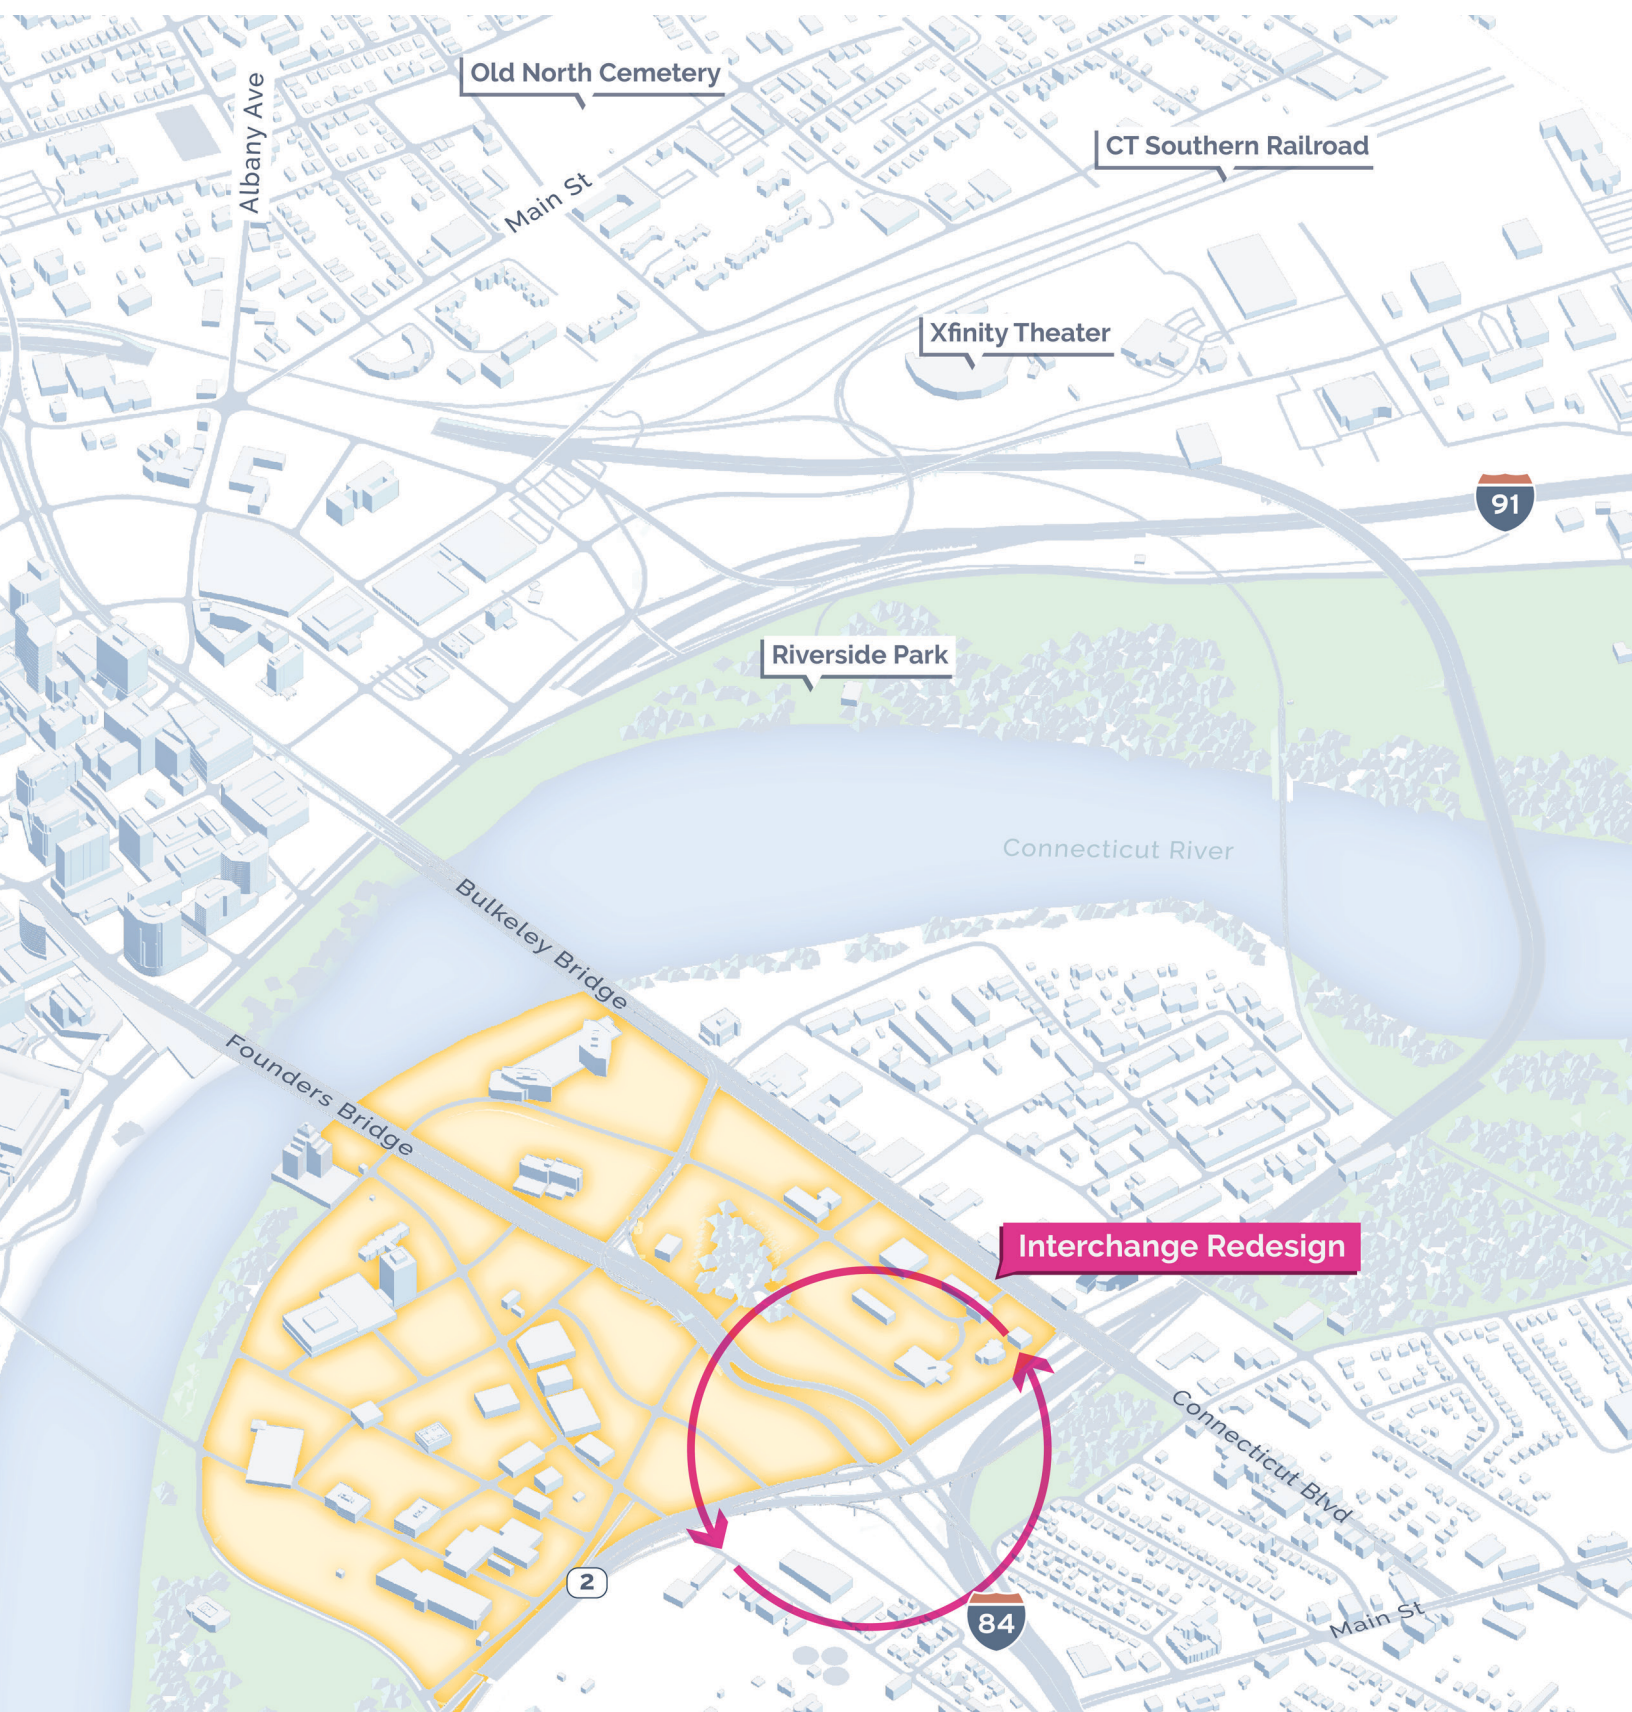 Old North Cemetery
Albany Ave
CT Southern Railroad
Main St
Xfinity Theater
91
Riverside Park
Connecticut River
Bulkeley Bridge
Founders Bridge
Interchange Redesign
Connecticut Blvd
2
84
Main St